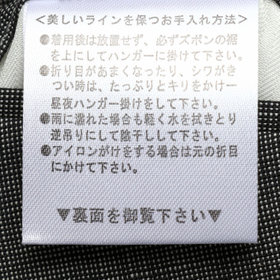 ＜美しいラインを保つお手入れ方法＞
●着用後は放置せず、必ずズボンの裾
を上にしてハンガーに掛けて下さい。
●折り目があまくなったり、シワがき
つい時は、たっぷりとキリをかけ一
昼夜ハンガー掛けをして下さい。
●雨に濡れた場合も軽く水を拭きとり
逆吊りにして陰干しして下さい。
●アイロンがけをする場合は元の折目
にかけて下さい。
▼裏面を御覧下さい▼